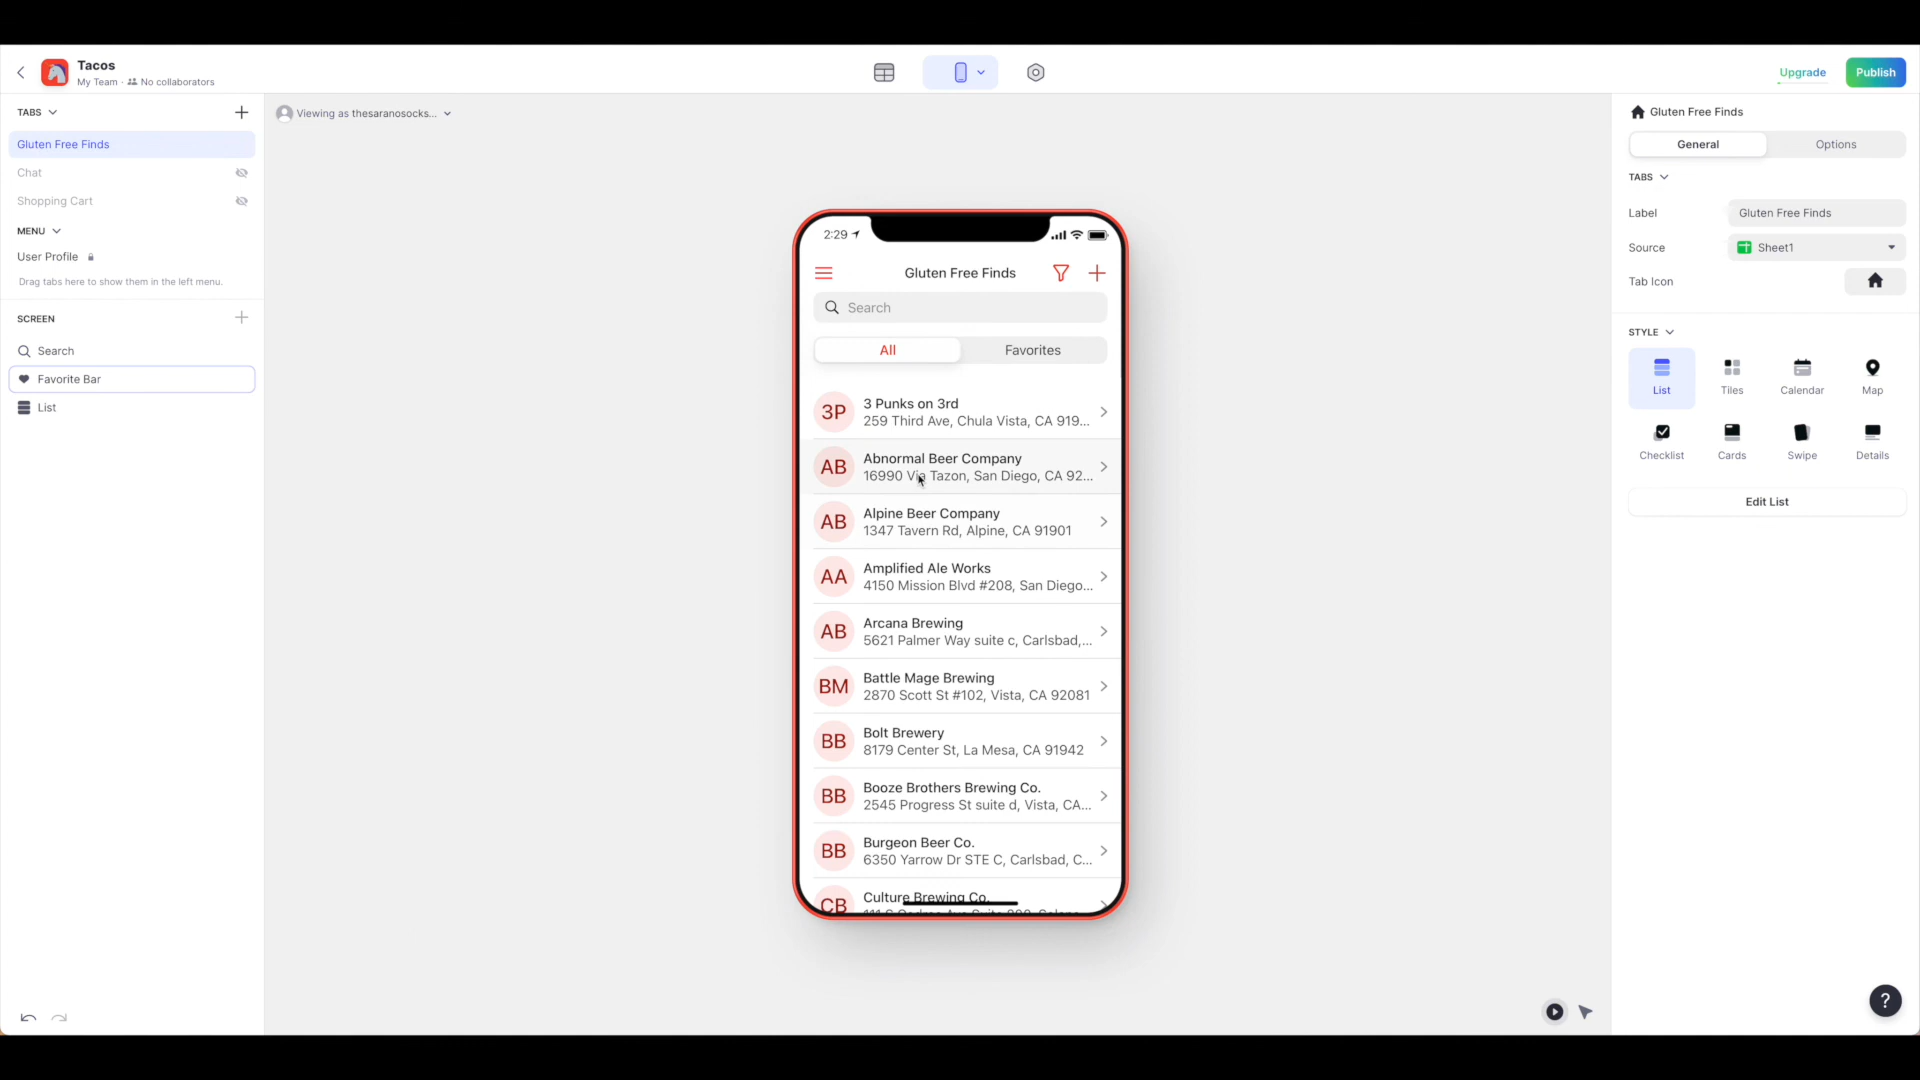 Tacos
My Team · No collaborators
Upgrade
Publish
TABS
Gluten Free Finds
Chat
Shopping Cart
MENU
User Profile
Drag tabs here to show them in the left menu.
SCREEN
Search
Favorite Bar
List
Viewing as thesaranosocks...
2:29
Gluten Free Finds
Search
All
Favorites
3P
3 Punks on 3rd
259 Third Ave, Chula Vista, CA 919...
AB
Abnormal Beer Company
16990 Via Tazon, San Diego, CA 92...
AB
Alpine Beer Company
1347 Tavern Rd, Alpine, CA 91901
AA
Amplified Ale Works
4150 Mission Blvd #208, San Diego...
AB
Arcana Brewing
5621 Palmer Way suite c, Carlsbad,...
BM
Battle Mage Brewing
2870 Scott St #102, Vista, CA 92081
BB
Bolt Brewery
8179 Center St, La Mesa, CA 91942
BB
Booze Brothers Brewing Co.
2545 Progress St suite d, Vista, CA...
BB
Burgeon Beer Co.
6350 Yarrow Dr STE C, Carlsbad, C...
CB
Culture Brewing Co.
Gluten Free Finds
General
Options
TABS
Label
Gluten Free Finds
Source
Sheet1
Tab Icon
STYLE
List
Tiles
Calendar
Map
Checklist
Cards
Swipe
Details
Edit List
?